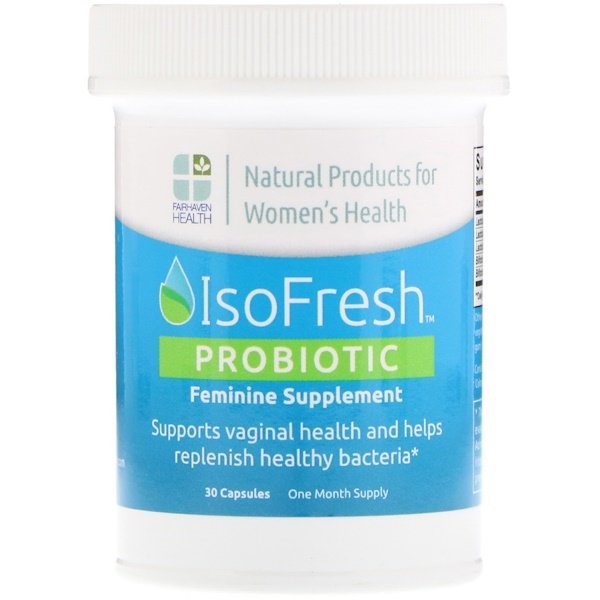 FAIRHAVEN
HEALTH
Natural Products for
Women's Health
IsoFresh™
PROBIOTIC
Feminine Supplement
Supports vaginal health and helps
replenish healthy bacteria*
30 Capsules One Month Supply